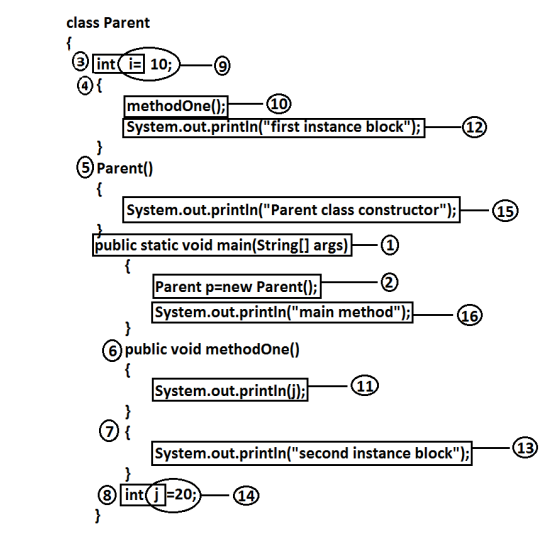 class Parent
{
③ int i= 10; ⑨
④ {
methodOne(); ⑩
System.out.println("first instance block"); ⑫
}
⑤ Parent()
{
System.out.println("Parent class constructor"); ⑮
}
public static void main(String[] args) ①
{
Parent p=new Parent(); ②
System.out.println("main method"); ⑯
}
⑥ public void methodOne()
{
System.out.println(j); ⑪
}
⑦ {
System.out.println("second instance block"); ⑬
}
⑧ int j =20; ⑭
}